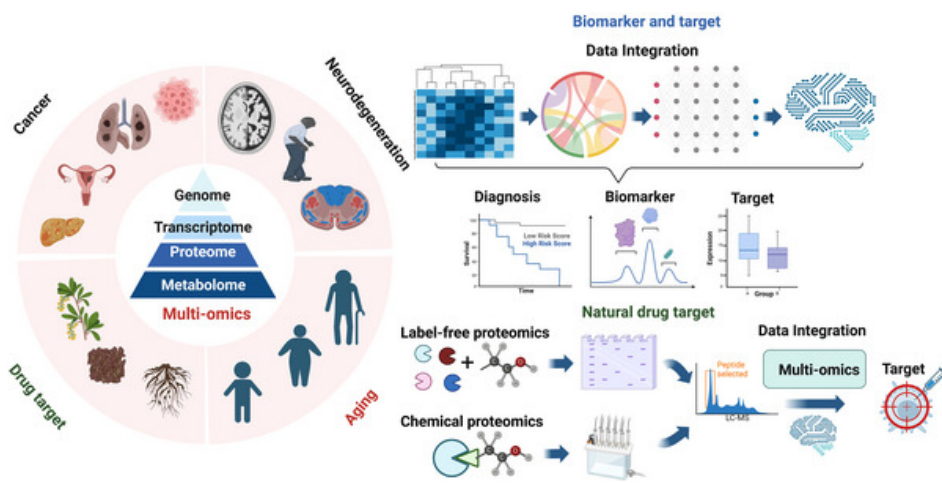 Cancer
Neurodegeneration
Genome
Transcriptome
Proteome
Metabolome
Multi-omics
Drug target
Aging
Biomarker and target
Data Integration
Diagnosis
Survival
Low Risk Score
High Risk Score
Time
Biomarker
Target
Expression
Group
Natural drug target
Label-free proteomics
+
Chemical proteomics
Peptide
selected
LC-MS
Data Integration
Multi-omics
Target